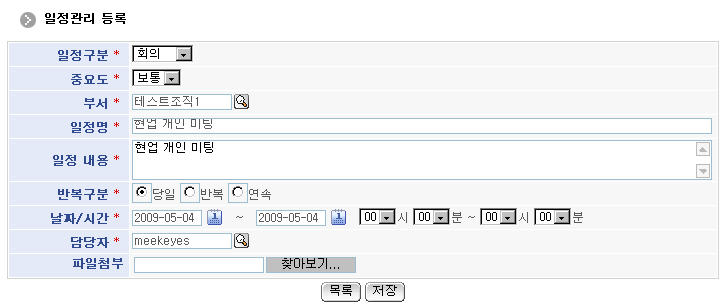 일정관리 등록
일정구분 * 회의
중요도 * 보통
부서 * 테스트조직1
일정명 * 현업 개인 미팅
일정 내용 * 현업 개인 미팅
반복구분 * 당일 반복 연속
날짜/시간 * 2009-05-04 ~ 2009-05-04 00 시 00 분 ~ 00 시 00 분
담당자 * meekeyes
파일첨부 찾아보기...
목록 저장